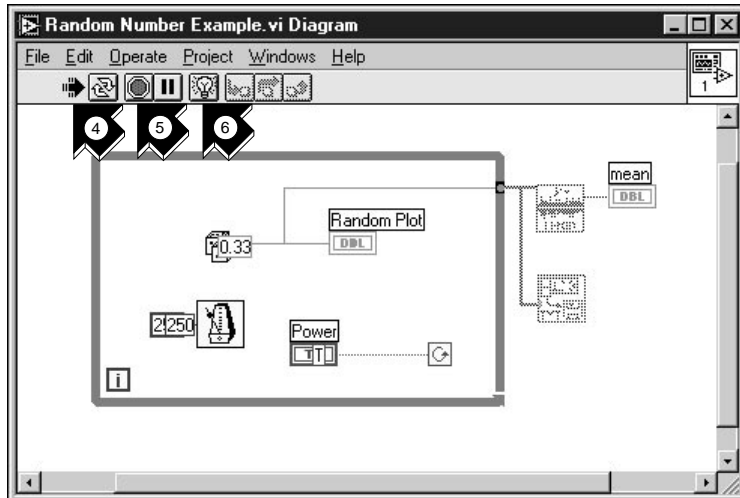 Random Number Example.vi Diagram
File Edit Operate Project Windows Help
1
4 5 6
mean
DBL
Random Plot
DBL
0.33
250
Power
T
i